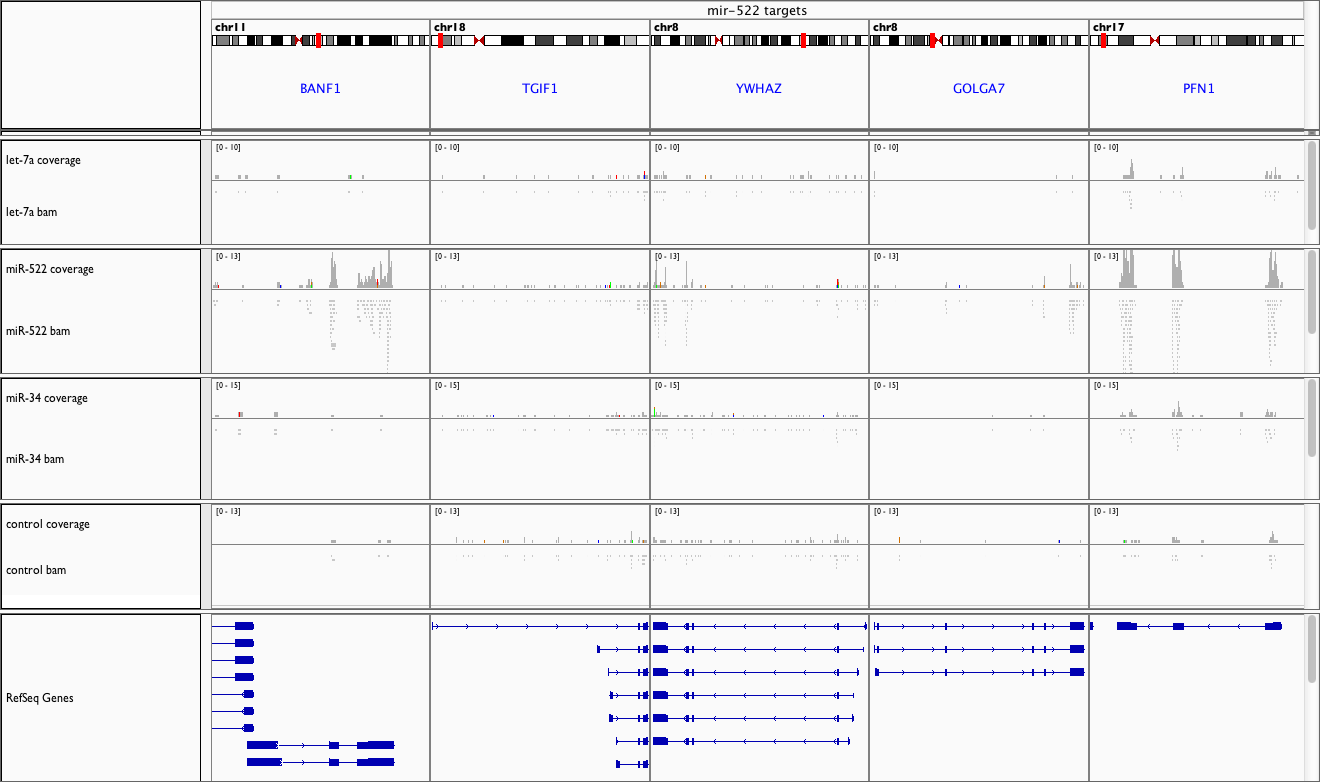 mir-522 targets
chr11 chr18 chr8 chr8 chr17
BANF1 TGIF1 YWHAZ GOLGA7 PFN1
[0 - 10] [0 - 10] [0 - 10] [0 - 10] [0 - 10]
let-7a coverage
let-7a bam
[0 - 13] [0 - 13] [0 - 13] [0 - 13] [0 - 13]
miR-522 coverage
miR-522 bam
[0 - 15] [0 - 15] [0 - 15] [0 - 15] [0 - 15]
miR-34 coverage
miR-34 bam
[0 - 13] [0 - 13] [0 - 13] [0 - 13] [0 - 13]
control coverage
control bam
RefSeq Genes